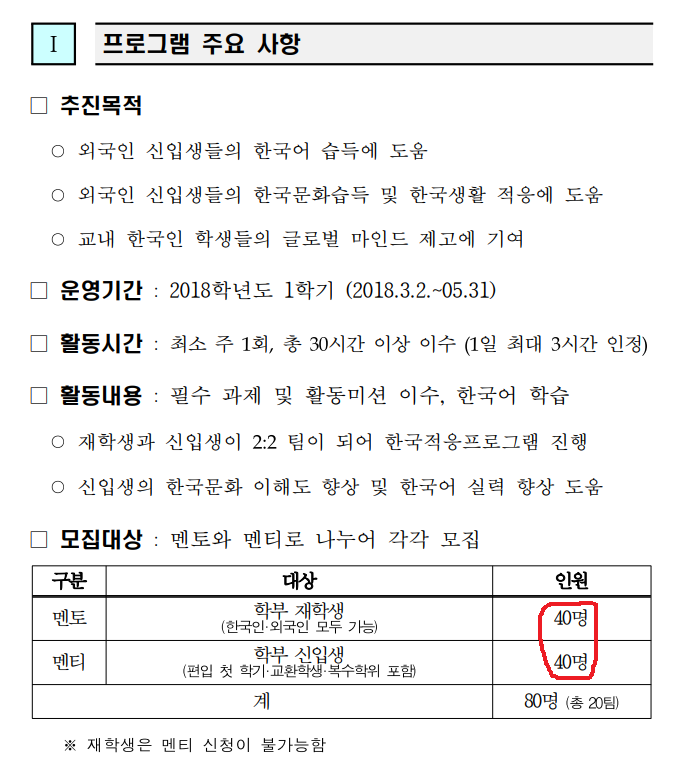 Ⅰ 프로그램 주요 사항
□ 추진목적
○ 외국인 신입생들의 한국어 습득에 도움
○ 외국인 신입생들의 한국문화습득 및 한국생활 적응에 도움
○ 교내 한국인 학생들의 글로벌 마인드 제고에 기여
□ 운영기간 : 2018학년도 1학기 (2018.3.2.~05.31)
□ 활동시간 : 최소 주 1회, 총 30시간 이상 이수 (1일 최대 3시간 인정)
□ 활동내용 : 필수 과제 및 활동미션 이수, 한국어 학습
○ 재학생과 신입생이 2:2 팀이 되어 한국적응프로그램 진행
○ 신입생의 한국문화 이해도 향상 및 한국어 실력 향상 도움
□ 모집대상 : 멘토와 멘티로 나누어 각각 모집
구분 대상 인원
멘토 학부 재학생 40명
(한국인·외국인 모두 가능)
멘티 학부 신입생 40명
(편입 첫 학기·교환학생·복수학위 포함)
계 80명 (총 20팀)
※ 재학생은 멘티 신청이 불가능함